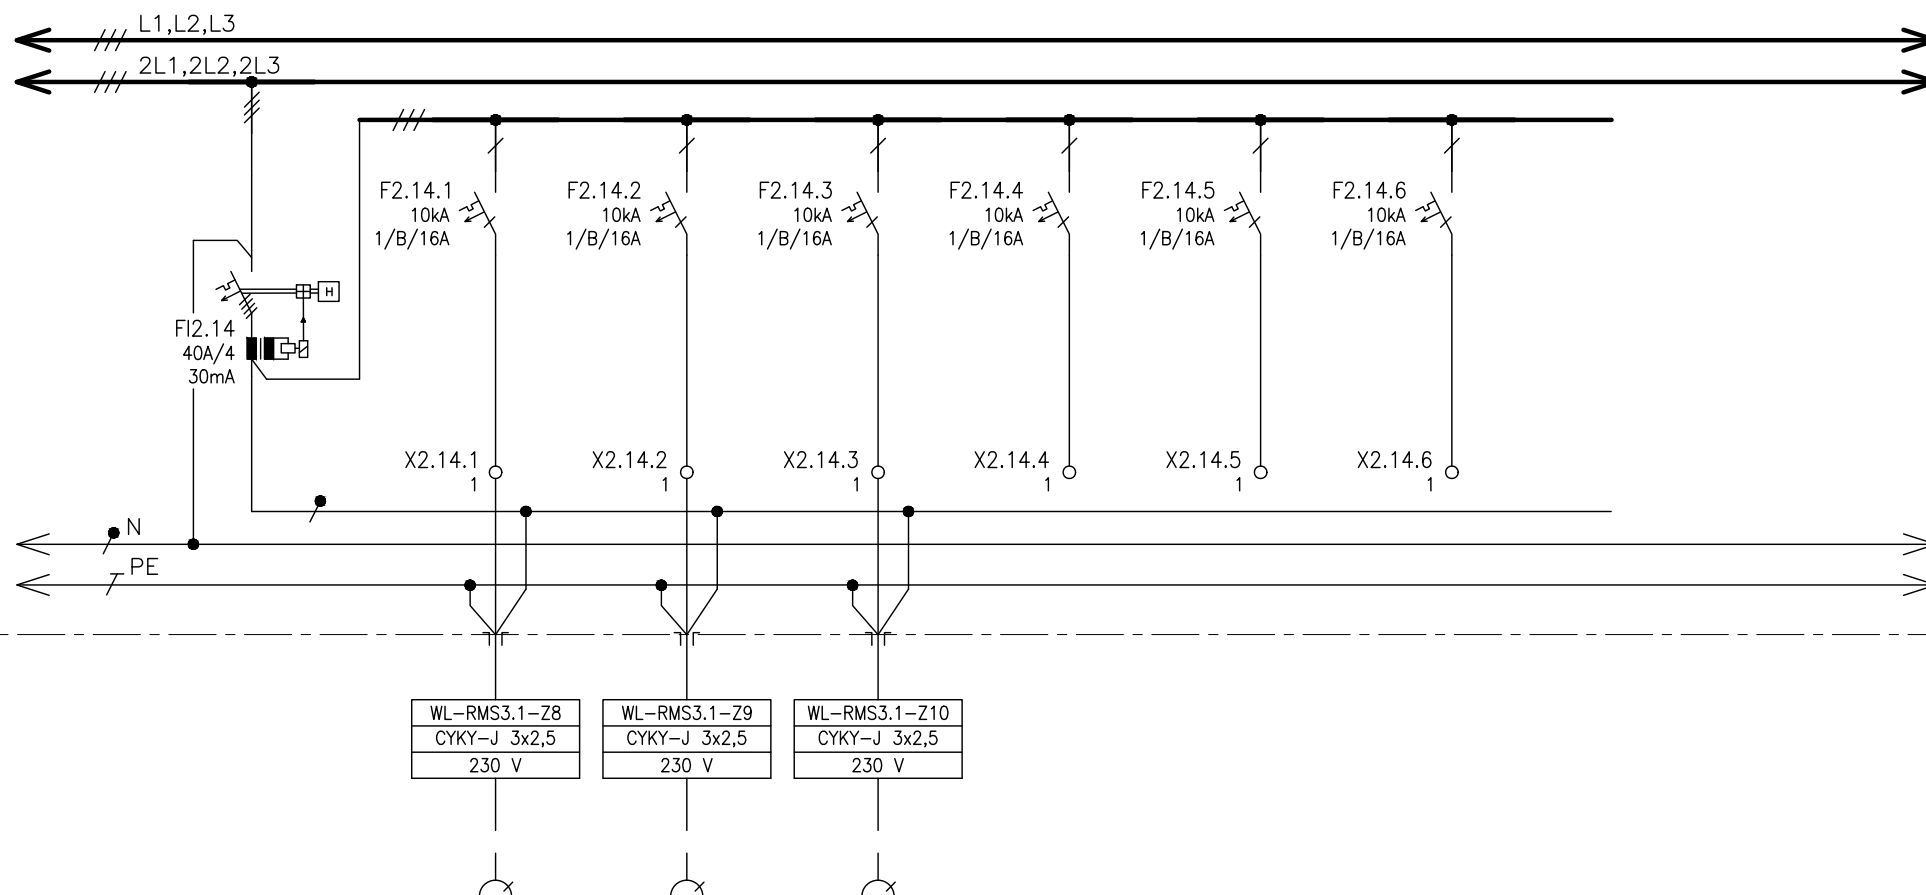 L1,L2,L3
2L1,2L2,2L3
F2.14.1
10kA
1/B/16A
F2.14.2
10kA
1/B/16A
F2.14.3
10kA
1/B/16A
F2.14.4
10kA
1/B/16A
F2.14.5
10kA
1/B/16A
F2.14.6
10kA
1/B/16A
H
FI2.14
40A/4
30mA
X2.14.1
1
X2.14.2
1
X2.14.3
1
X2.14.4
1
X2.14.5
1
X2.14.6
1
N
PE
WL-RMS3.1-Z8
CYKY-J 3x2,5
230 V
WL-RMS3.1-Z9
CYKY-J 3x2,5
230 V
WL-RMS3.1-Z10
CYKY-J 3x2,5
230 V